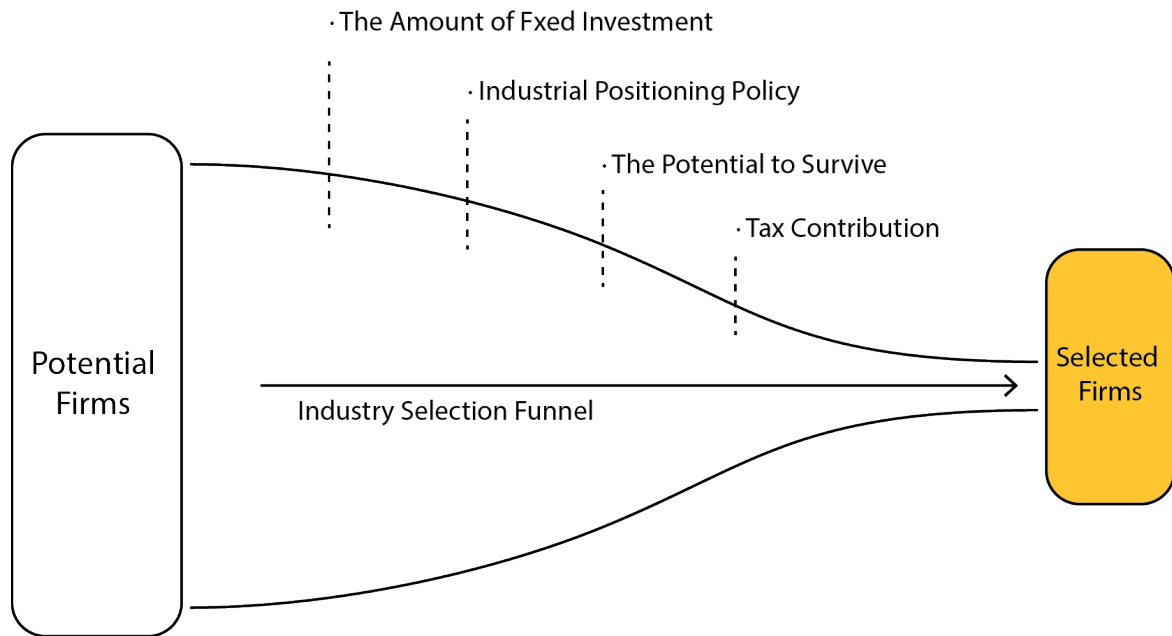 · The Amount of Fxed Investment
· Industrial Positioning Policy
· The Potential to Survive
· Tax Contribution
Potential
Firms
Industry Selection Funnel
Selected
Firms